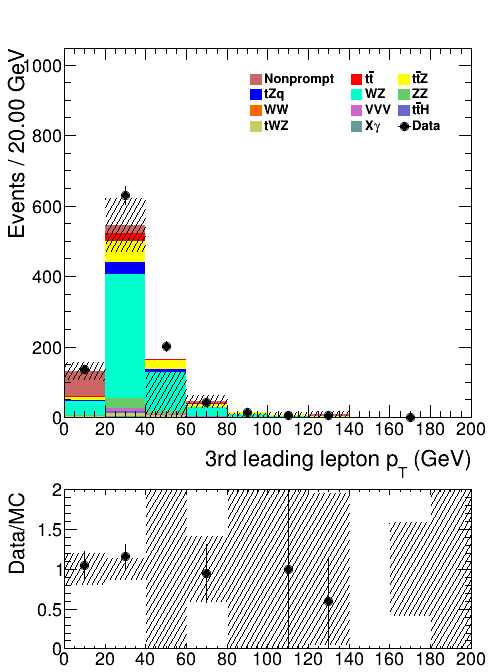 Events / 20.00 GeV
1000
800
600
400
200
0
Nonprompt tt̄ tt̄Z
tZq WZ ZZ
WW VVV tt̄H
tWZ Xγ Data
0 20 40 60 80 100 120 140 160 180 200
3rd leading lepton p_T (GeV)
Data/MC
2
1.5
1
0.5
0
0 20 40 60 80 100 120 140 160 180 200